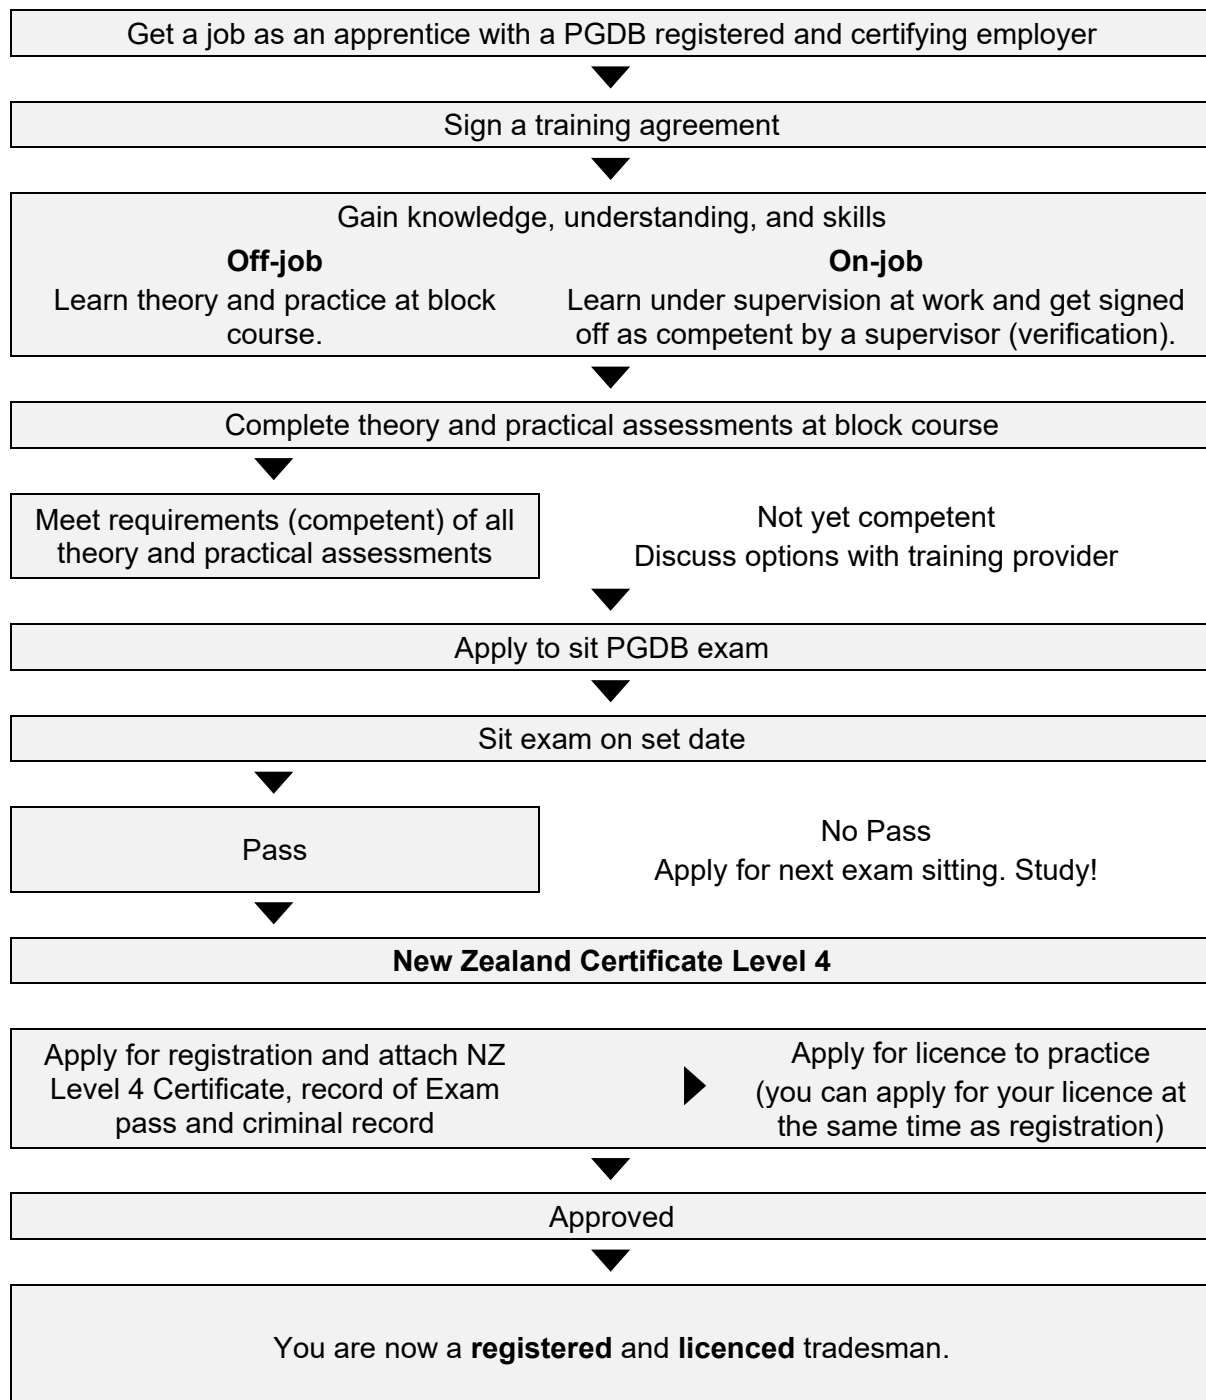 Get a job as an apprentice with a PGDB registered and certifying employer
Sign a training agreement
Gain knowledge, understanding, and skills
Off-job
Learn theory and practice at block
course.
On-job
Learn under supervision at work and get signed
off as competent by a supervisor (verification).
Complete theory and practical assessments at block course
Meet requirements (competent) of all
theory and practical assessments
Not yet competent
Discuss options with training provider
Apply to sit PGDB exam
Sit exam on set date
Pass
No Pass
Apply for next exam sitting. Study!
New Zealand Certificate Level 4
Apply for registration and attach NZ
Level 4 Certificate, record of Exam
pass and criminal record
Apply for licence to practice
(you can apply for your licence at
the same time as registration)
Approved
You are now a registered and licenced tradesman.